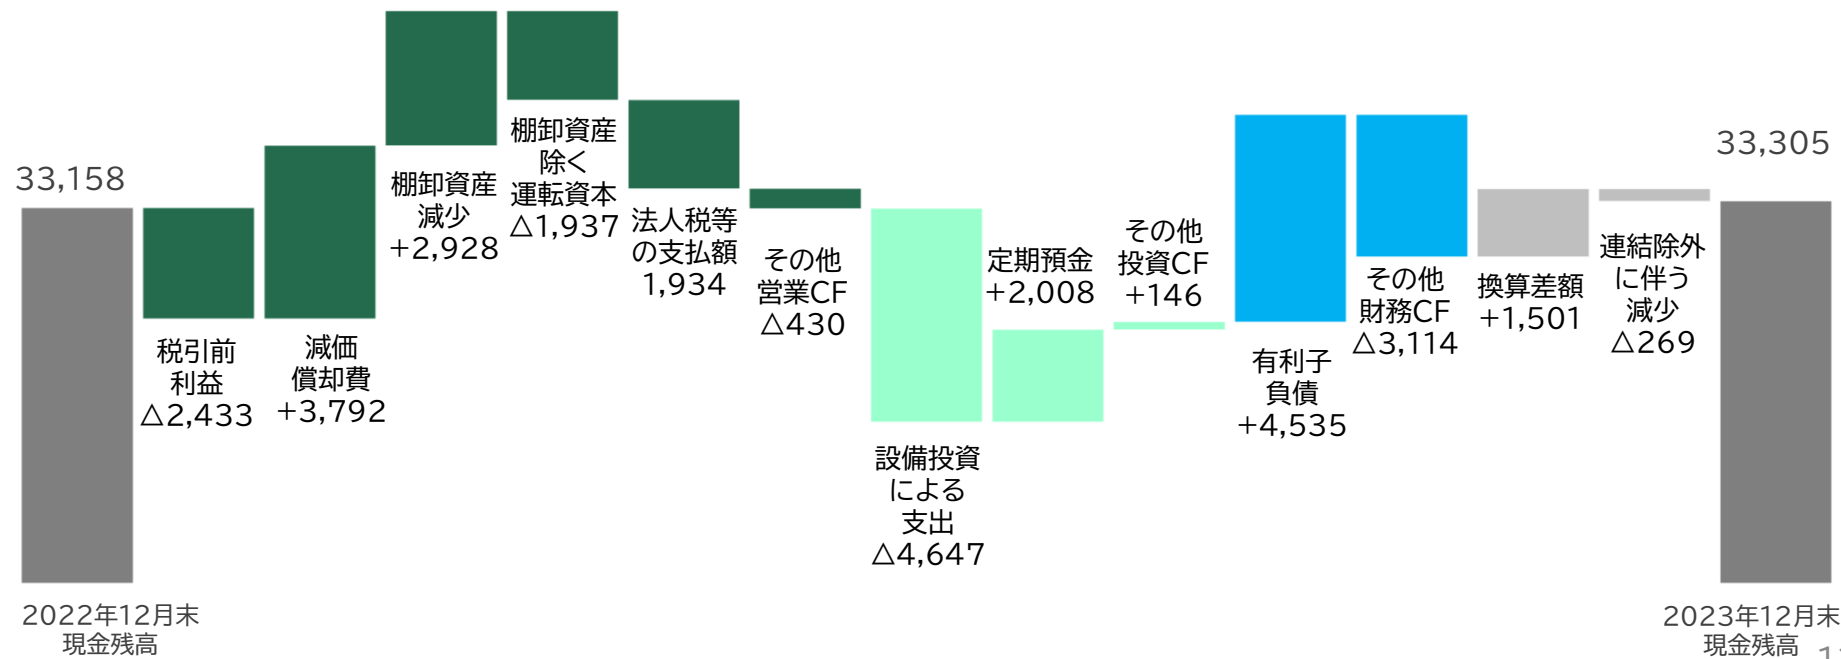 33,158
2022年12月末
現金残高
税引前
利益
△2,433
減価
償却費
+3,792
棚卸資産
減少
+2,928
棚卸資産
除く
運転資本
△1,937
法人税等
の支払額
1,934
その他
営業CF
△430
設備投資
による
支出
△4,647
定期預金
+2,008
その他
投資CF
+146
有利子
負債
+4,535
その他
財務CF
△3,114
換算差額
+1,501
連結除外
に伴う
減少
△269
33,305
2023年12月末
現金残高